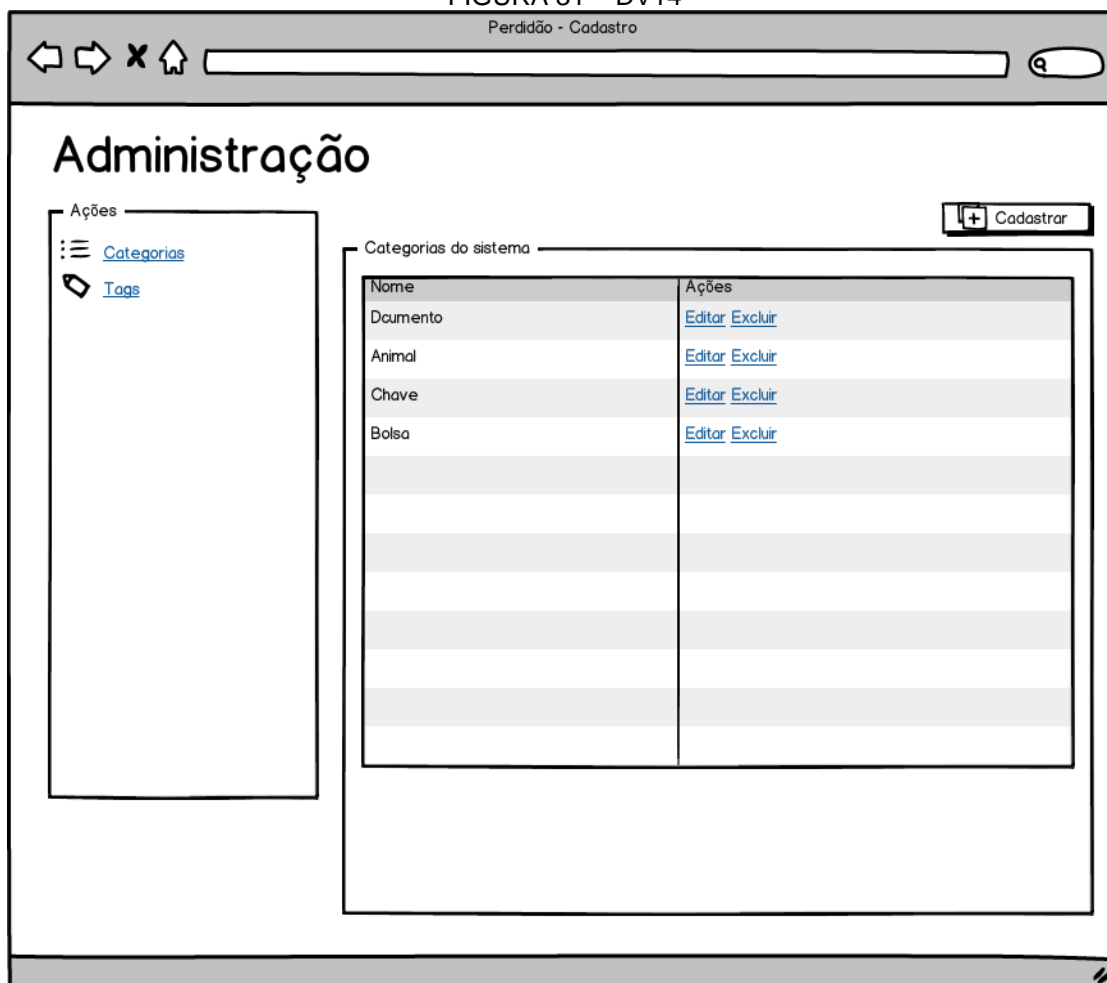 Perdidão - Cadastro
Administração
Ações
Categorias
Tags
Cadastrar
Categorias do sistema
Nome Ações
Dcumento Editar Excluir
Animal Editar Excluir
Chave Editar Excluir
Bolsa Editar Excluir